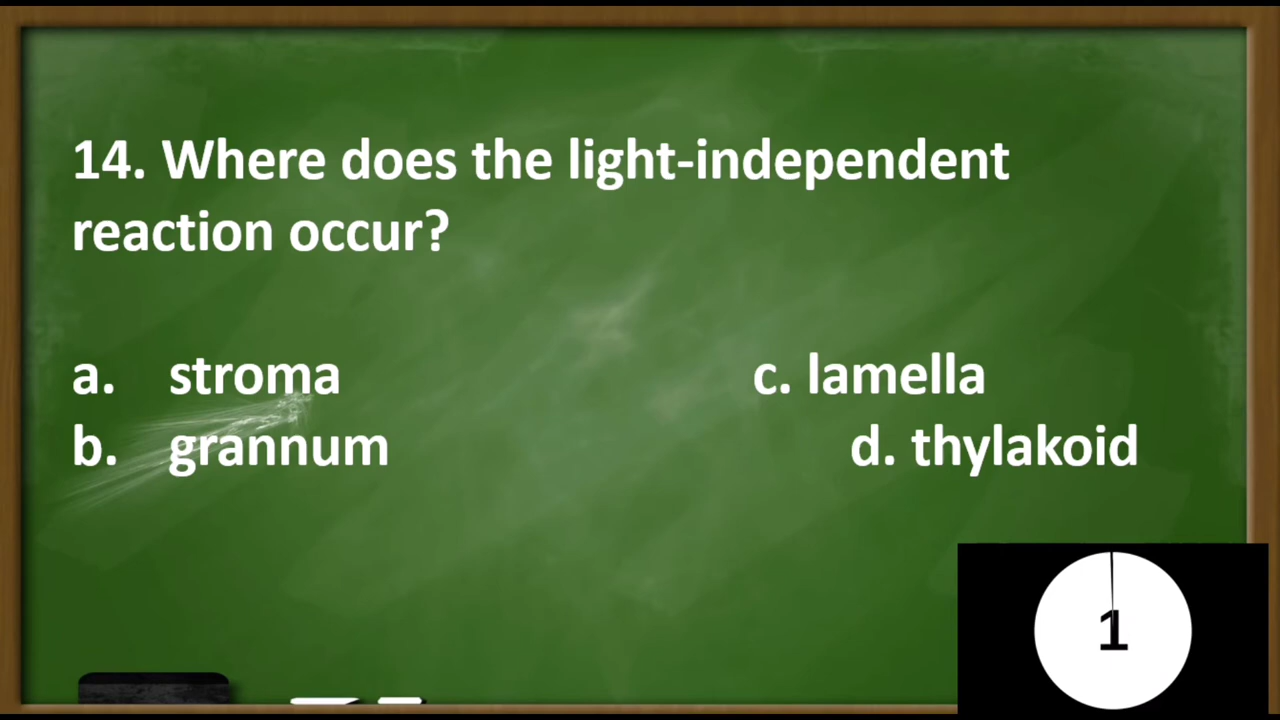 14. Where does the light-independent
reaction occur?
a. stroma c. lamella
b. grannum d. thylakoid
1